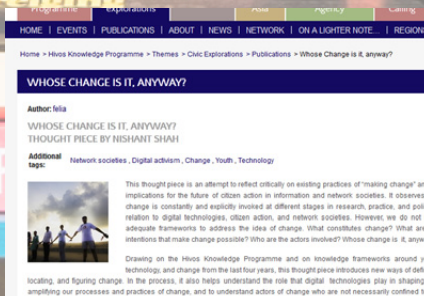 Programme explorations Asia Agency Calling
HOME | EVENTS | PUBLICATIONS | ABOUT | NEWS | NETWORK | ON A LIGHTER NOTE... | REGION
Home > Hivos Knowledge Programme > Themes > Civic Explorations > Publications > Whose Change is it, anyway?
WHOSE CHANGE IS IT, ANYWAY?
Author: felia
WHOSE CHANGE IS IT, ANYWAY?
THOUGHT PIECE BY NISHANT SHAH
Additional tags: Network societies , Digital activism , Change , Youth , Technology
This thought piece is an attempt to reflect critically on existing practices of "making change" an
implications for the future of citizen action in information and network societies. It observes
change is constantly and explicitly invoked at different stages in research, practice, and poli
relation to digital technologies, citizen action, and network societies. However, we do not
adequate frameworks to address the idea of change. What constitutes change? What are
intentions that make change possible? Who are the actors involved? Whose change is it, anyw
Drawing on the Hivos Knowledge Programme and on knowledge frameworks around y
technology, and change from the last four years, this thought piece introduces new ways of defi
locating, and figuring change. In the process, it also helps understand the role that digital technologies play in shaping
amplifying our processes and practices of change, and to understand actors of change who are not necessarily confined t